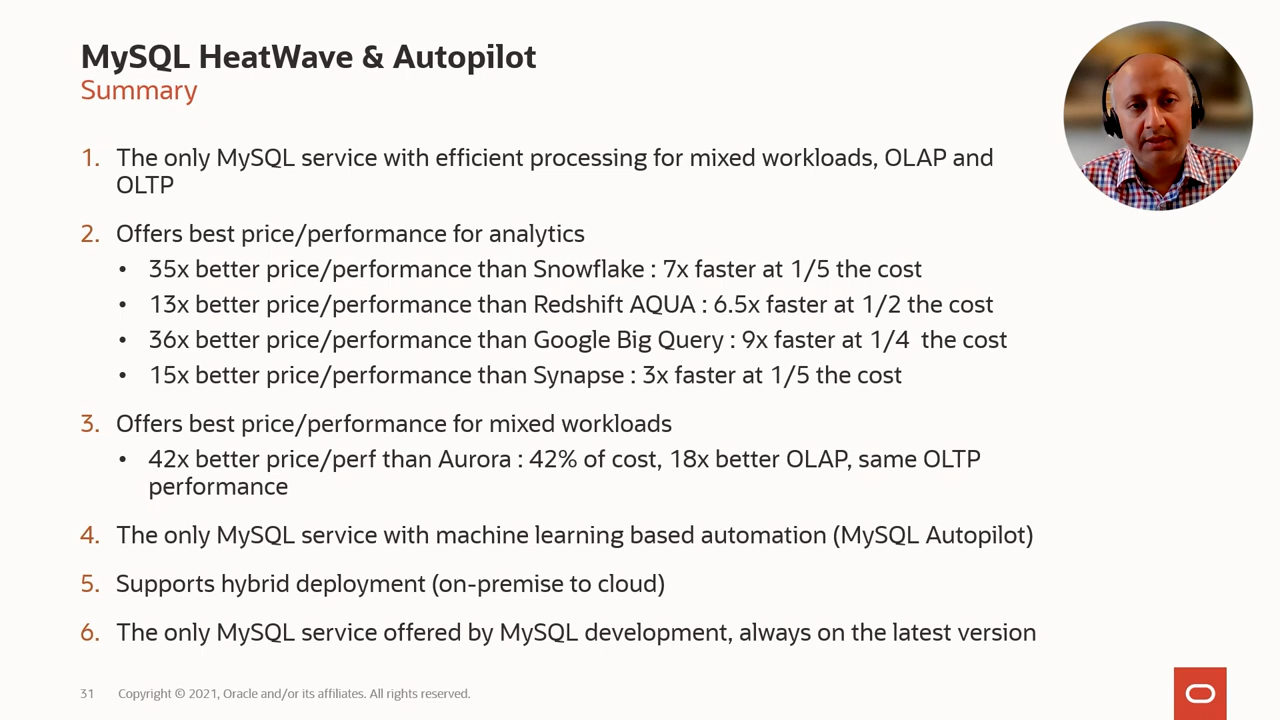 MySQL HeatWave & Autopilot
Summary
1. The only MySQL service with efficient processing for mixed workloads, OLAP and
OLTP
2. Offers best price/performance for analytics
• 35x better price/performance than Snowflake : 7x faster at 1/5 the cost
• 13x better price/performance than Redshift AQUA : 6.5x faster at 1/2 the cost
• 36x better price/performance than Google Big Query : 9x faster at 1/4  the cost
• 15x better price/performance than Synapse : 3x faster at 1/5 the cost
3. Offers best price/performance for mixed workloads
• 42x better price/perf than Aurora : 42% of cost, 18x better OLAP, same OLTP
performance
4. The only MySQL service with machine learning based automation (MySQL Autopilot)
5. Supports hybrid deployment (on-premise to cloud)
6. The only MySQL service offered by MySQL development, always on the latest version
31 Copyright © 2021, Oracle and/or its affiliates. All rights reserved.